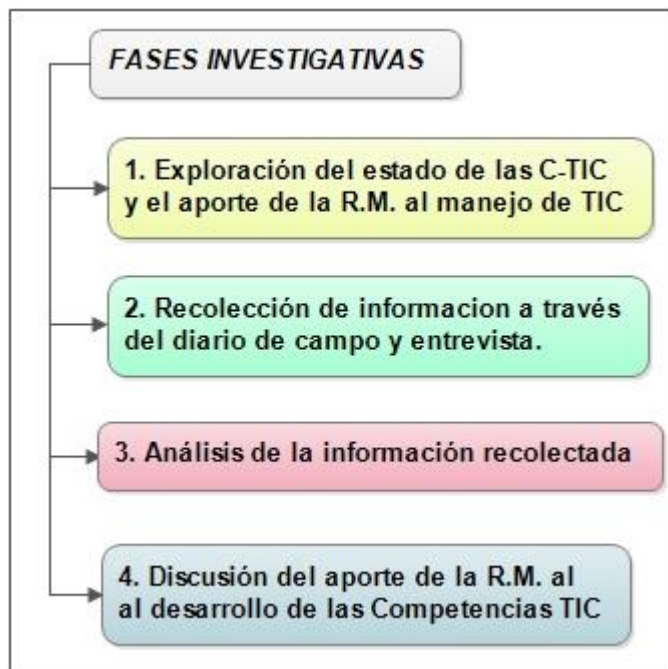 FASES INVESTIGATIVAS
1. Exploración del estado de las C-TIC
y el aporte de la R.M. al manejo de TIC
2. Recolección de informacion a través
del diario de campo y entrevista.
3. Análisis de la información recolectada
4. Discusión del aporte de la R.M. al
al desarrollo de las Competencias TIC